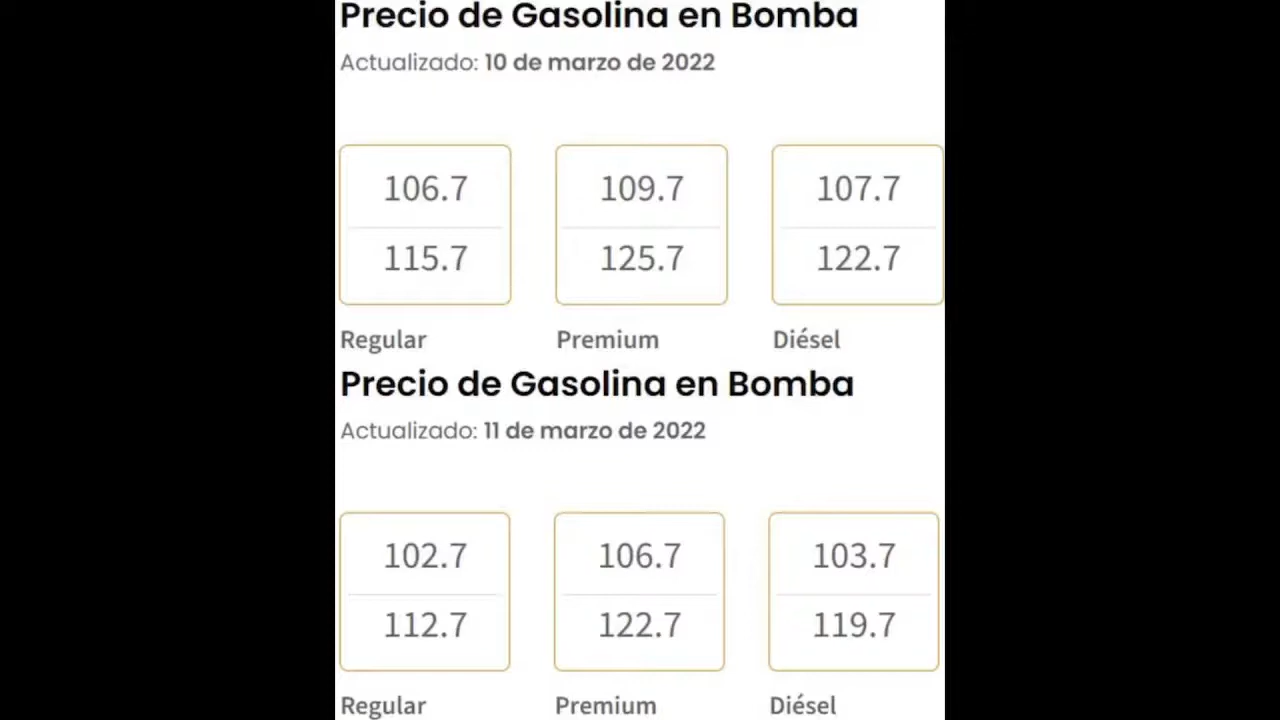 Precio de Gasolina en Bomba
Actualizado: 10 de marzo de 2022
106.7 109.7 107.7
115.7 125.7 122.7
Regular Premium Diésel
Precio de Gasolina en Bomba
Actualizado: 11 de marzo de 2022
102.7 106.7 103.7
112.7 122.7 119.7
Regular Premium Diésel